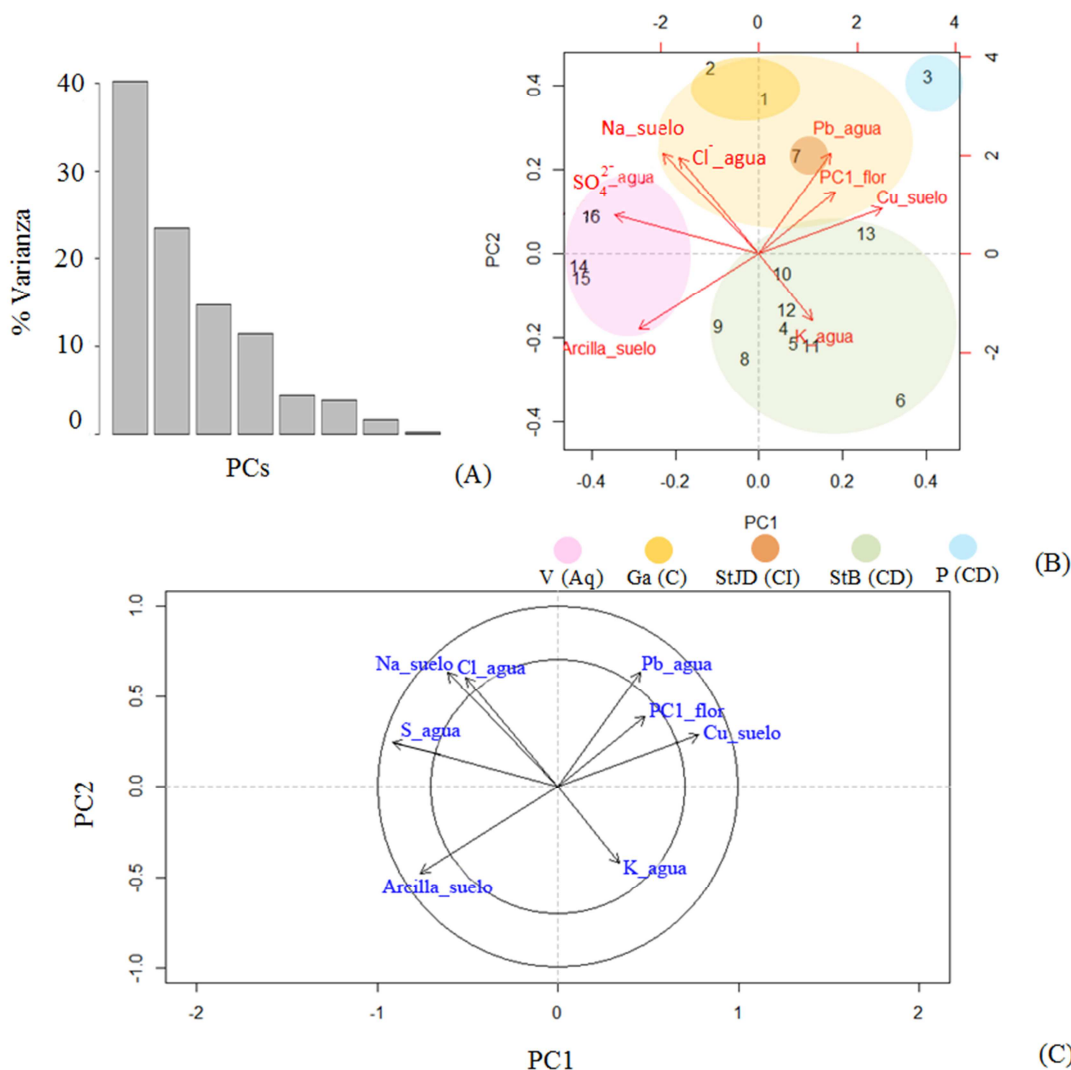 40
30
20
10
0
% Varianza
PCs
(A)
-2 0 2 4
0.4
0.2
0.0
-0.2
-0.4
PC2
4
2
0
-2
2
1
3
Na_suelo
Cl⁻_agua
Pb_agua
7
SO₄²⁻_agua
PC1_flor
Cu_suelo
16
13
14
15
10
12
9
4
K_agua
Arcilla_suelo
5
11
8
6
-0.4 -0.2 0.0 0.2 0.4
PC1
(B)
V (Aq) Ga (C) StJD (CI) StB (CD) P (CD)
1.0
0.5
0.0
-0.5
-1.0
PC2
Na_suelo
Cl_agua
Pb_agua
S_agua
PC1_flor
Cu_suelo
Arcilla_suelo
K_agua
-2 -1 0 1 2
PC1
(C)